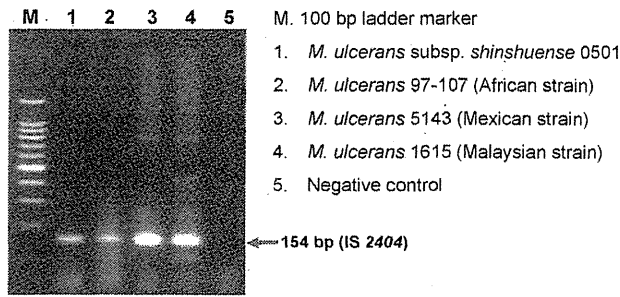 M 1 2 3 4 5
M. 100 bp ladder marker
1. M. ulcerans subsp. shinshuense 0501
2. M. ulcerans 97-107 (African strain)
3. M. ulcerans 5143 (Mexican strain)
4. M. ulcerans 1615 (Malaysian strain)
5. Negative control
154 bp (IS 2404)